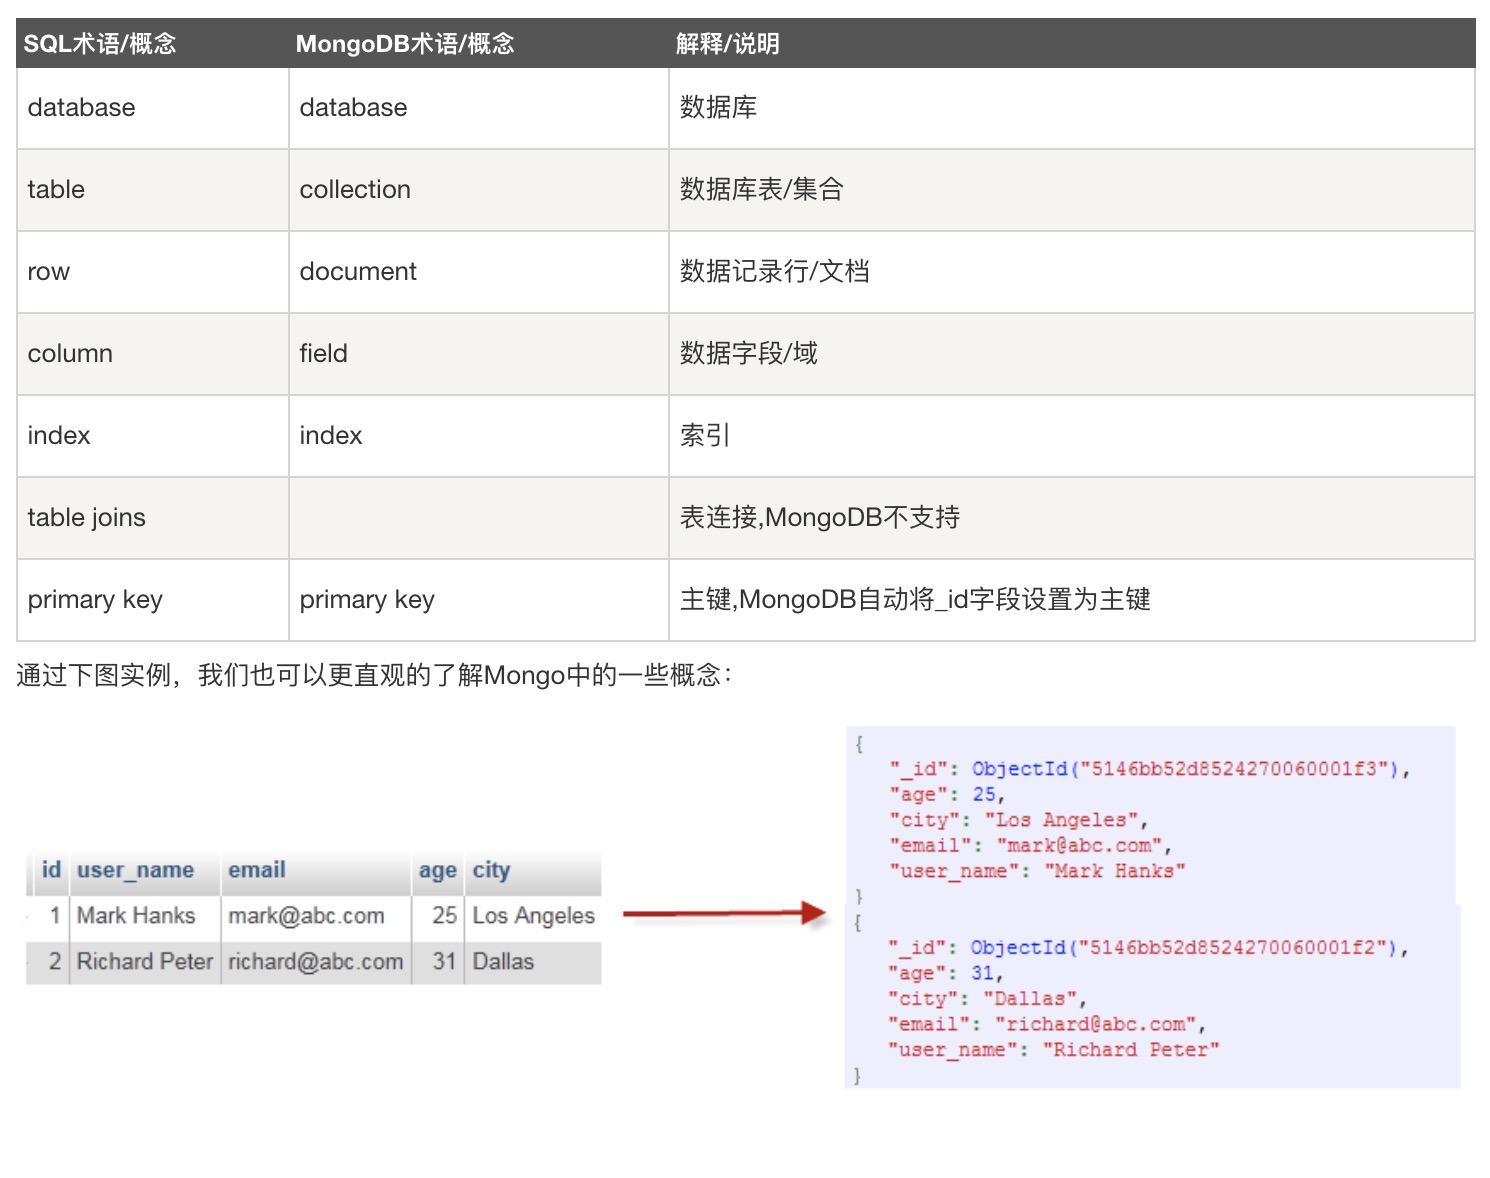 SQL术语/概念 MongoDB术语/概念 解释/说明
database database 数据库
table collection 数据库表/集合
row document 数据记录行/文档
column field 数据字段/域
index index 索引
table joins 表连接,MongoDB不支持
primary key primary key 主键,MongoDB自动将_id字段设置为主键
通过下图实例，我们也可以更直观的了解Mongo中的一些概念：
id user_name email age city
1 Mark Hanks mark@abc.com 25 Los Angeles
2 Richard Peter richard@abc.com 31 Dallas
{
"_id": ObjectId("5146bb52d8524270060001f3"),
"age": 25,
"city": "Los Angeles",
"email": "mark@abc.com",
"user_name": "Mark Hanks"
}
{
"_id": ObjectId("5146bb52d8524270060001f2"),
"age": 31,
"city": "Dallas",
"email": "richard@abc.com",
"user_name": "Richard Peter"
}